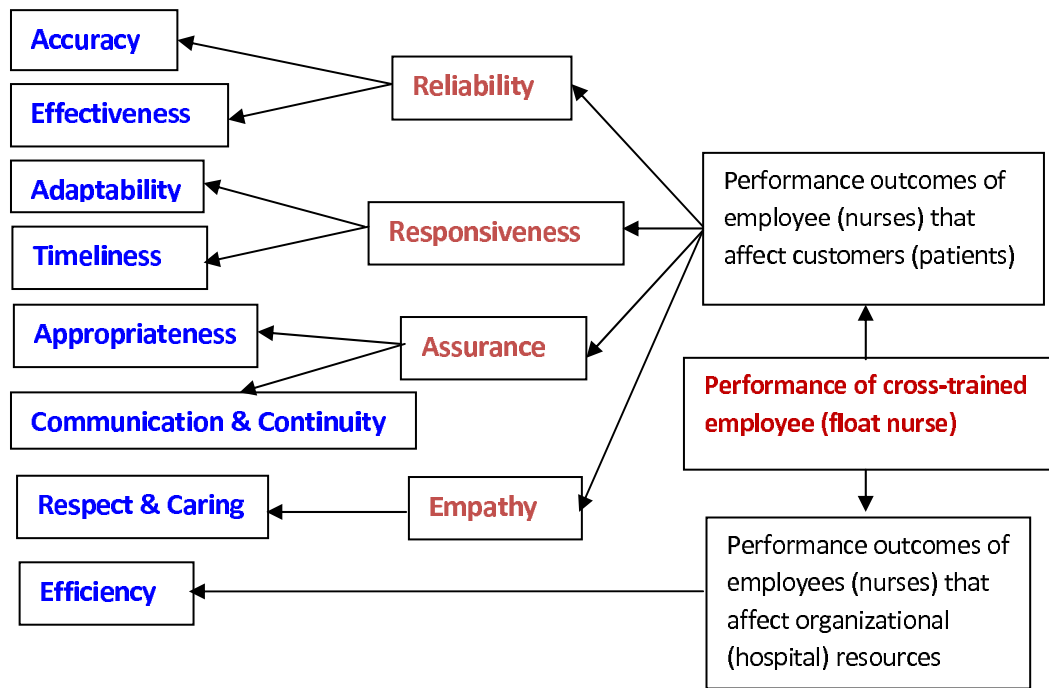 Accuracy
Effectiveness
Adaptability
Timeliness
Appropriateness
Communication & Continuity
Respect & Caring
Efficiency
Reliability
Responsiveness
Assurance
Empathy
Performance outcomes of
employee (nurses) that
affect customers (patients)
Performance of cross-trained
employee (float nurse)
Performance outcomes of
employees (nurses) that
affect organizational
(hospital) resources